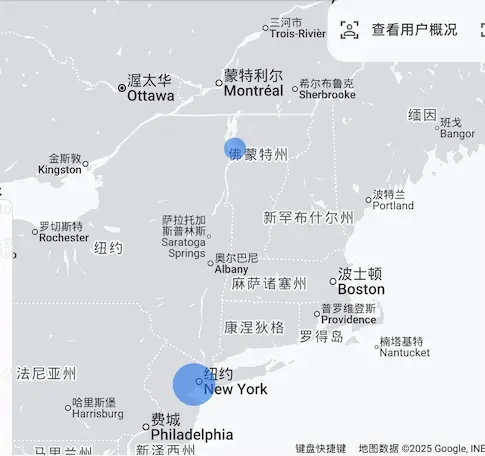 三河市
Trois-Rivièr
查看用户概况
渥太华
Ottawa
蒙特利尔
Montréal
希尔布鲁克
Sherbrooke
缅因
班戈
Bangor
金斯敦
Kingston
佛蒙特州
波特兰
Portland
萨拉托加
斯普林斯
Saratoga
Springs
新罕布什尔州
罗切斯特
Rochester
纽约
奥尔巴尼
Albany
麻萨诸塞州
波士顿
Boston
康涅狄格
普罗维登斯
Providence
罗得岛
楠塔基特
Nantucket
法尼亚州
纽约
New York
哈里斯堡
Harrisburg
费城
Philadelphia
马里兰州
新泽西州
键盘快捷键
地图数据 ©2025 Google, INE